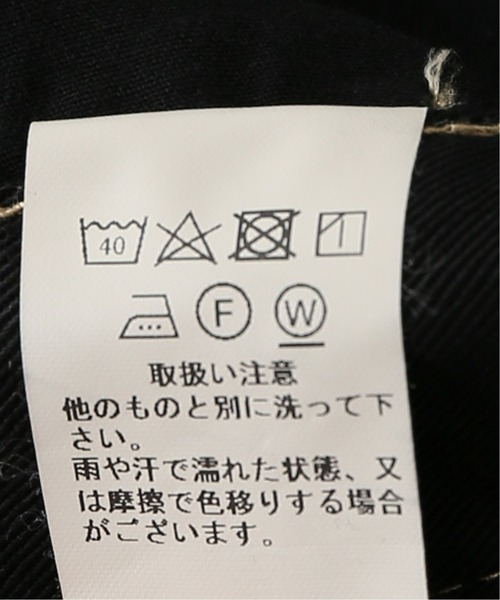 40
F W
取扱い注意
他のものと別に洗って下
さい。
雨や汗で濡れた状態、又
は摩擦で色移りする場合
がございます。